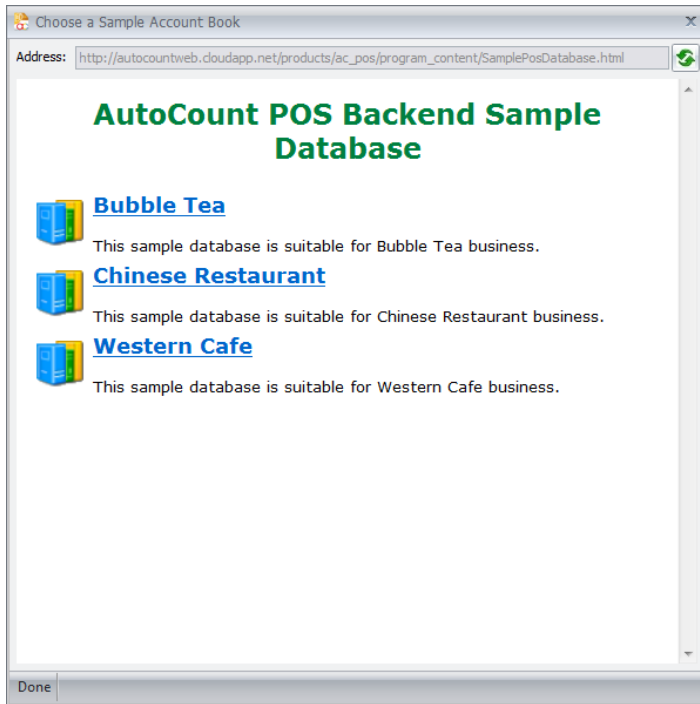 Choose a Sample Account Book
Address: http://autocountweb.cloudapp.net/products/ac_pos/program_content/SamplePosDatabase.html
AutoCount POS Backend Sample
Database
Bubble Tea
This sample database is suitable for Bubble Tea business.
Chinese Restaurant
This sample database is suitable for Chinese Restaurant business.
Western Cafe
This sample database is suitable for Western Cafe business.
Done